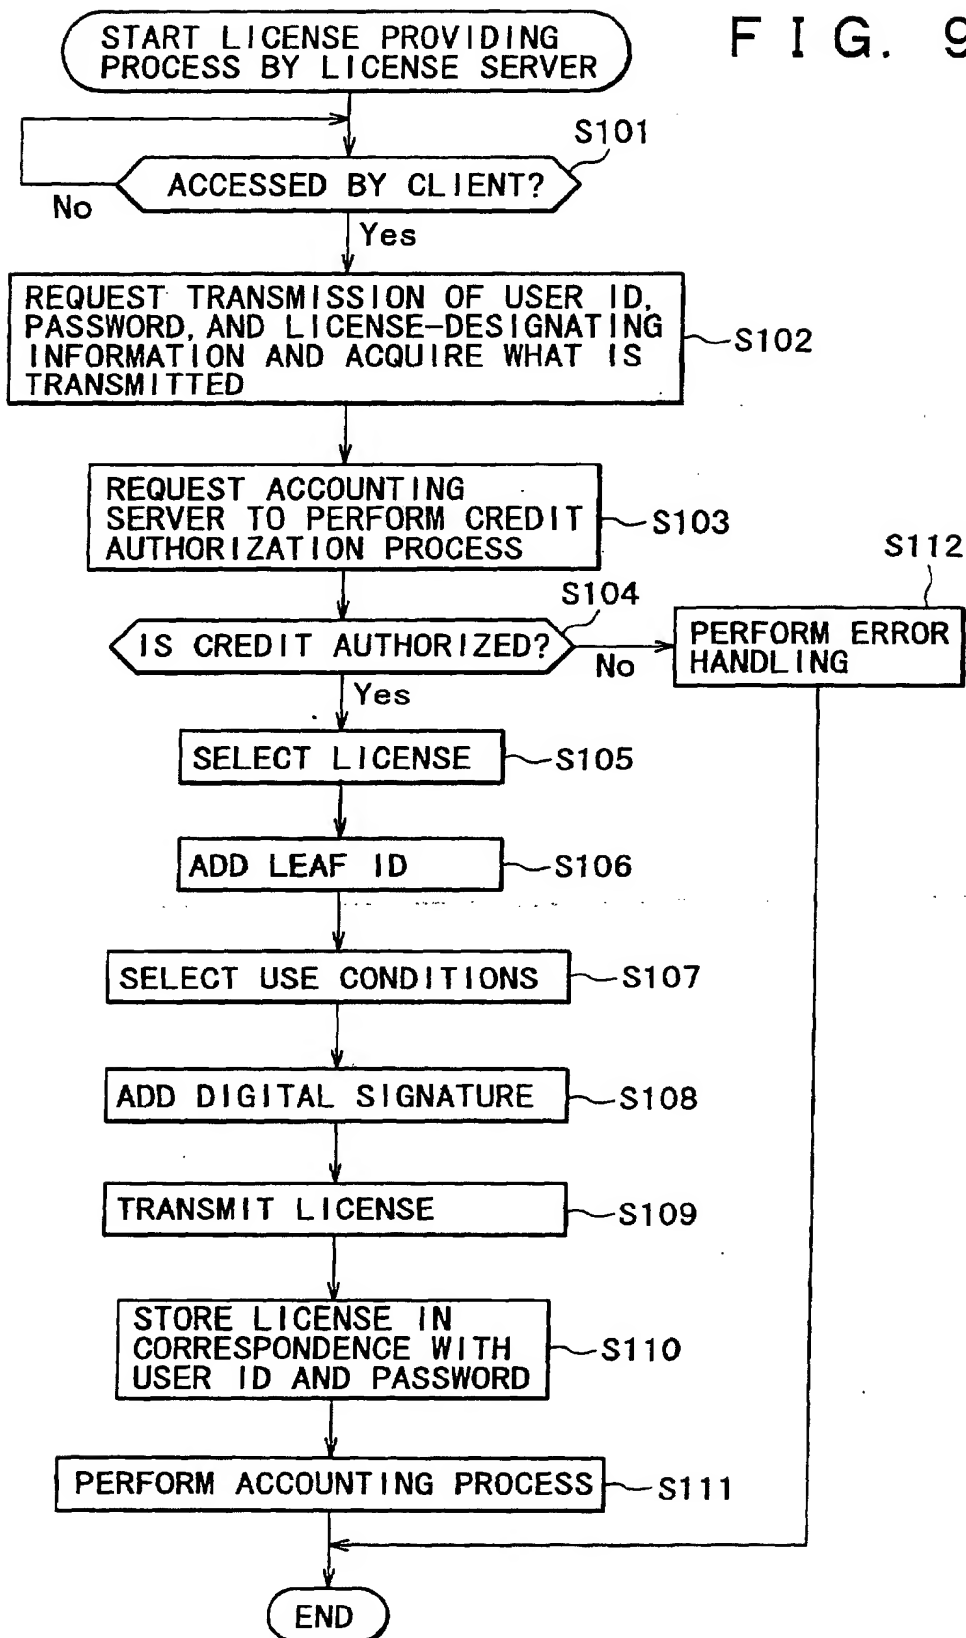 FIG. 9
START LICENSE PROVIDING
PROCESS BY LICENSE SERVER
S101
ACCESSED BY CLIENT?
No
Yes
REQUEST TRANSMISSION OF USER ID,
PASSWORD, AND LICENSE-DESIGNATING
INFORMATION AND ACQUIRE WHAT IS
TRANSMITTED
S102
REQUEST ACCOUNTING
SERVER TO PERFORM CREDIT
AUTHORIZATION PROCESS
S103
S104
IS CREDIT AUTHORIZED?
No
Yes
S112
PERFORM ERROR
HANDLING
SELECT LICENSE
S105
ADD LEAF ID
S106
SELECT USE CONDITIONS
S107
ADD DIGITAL SIGNATURE
S108
TRANSMIT LICENSE
S109
STORE LICENSE IN
CORRESPONDENCE WITH
USER ID AND PASSWORD
S110
PERFORM ACCOUNTING PROCESS
S111
END